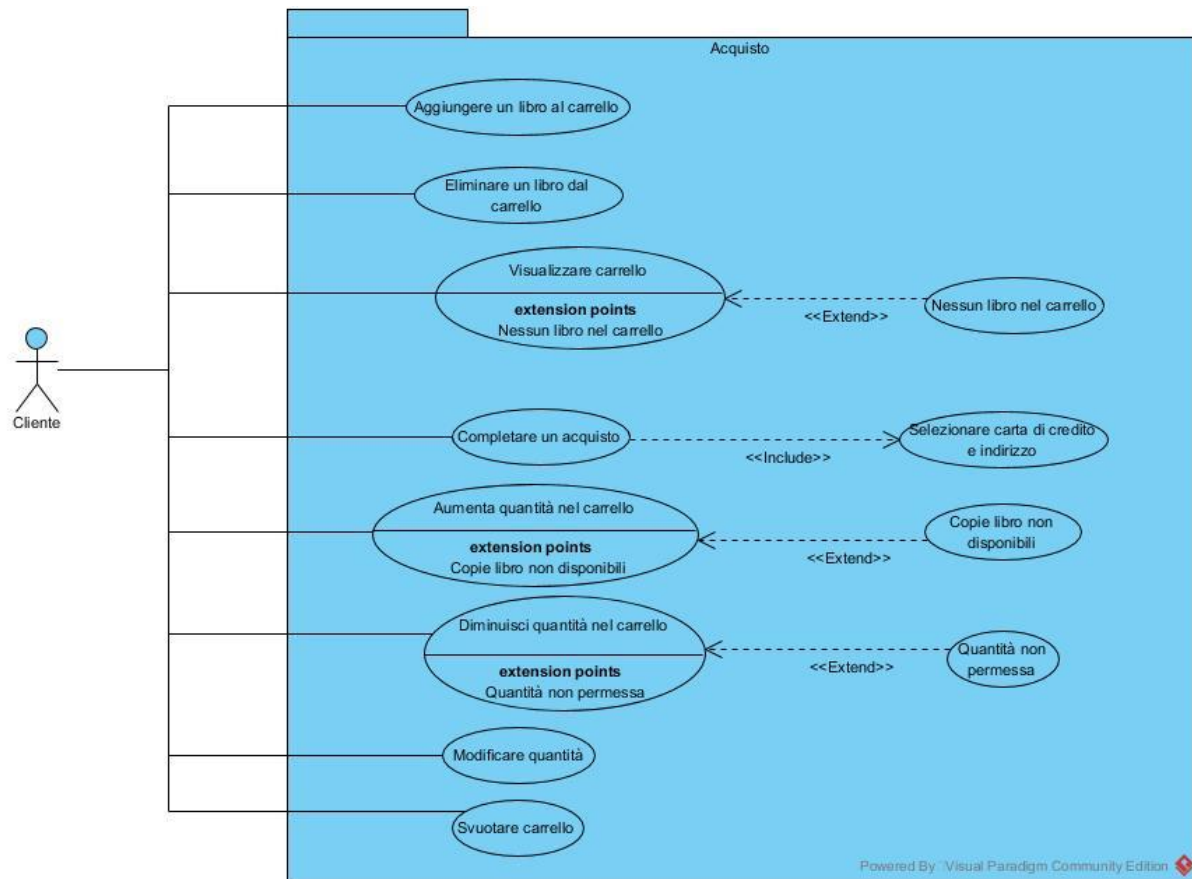 Acquisto
Aggiungere un libro al carrello
Eliminare un libro dal
carrello
Visualizzare carrello
extension points
Nessun libro nel carrello
<<Extend>>
Nessun libro nel carrello
Cliente
Completare un acquisto
<<Include>>
Selezionare carta di credito
e indirizzo
Aumenta quantità nel carrello
extension points
Copie libro non disponibili
<<Extend>>
Copie libro non
disponibili
Diminuisci quantità nel carrello
extension points
Quantità non permessa
<<Extend>>
Quantità non
permessa
Modificare quantità
Svuotare carrello
Powered By Visual Paradigm Community Edition